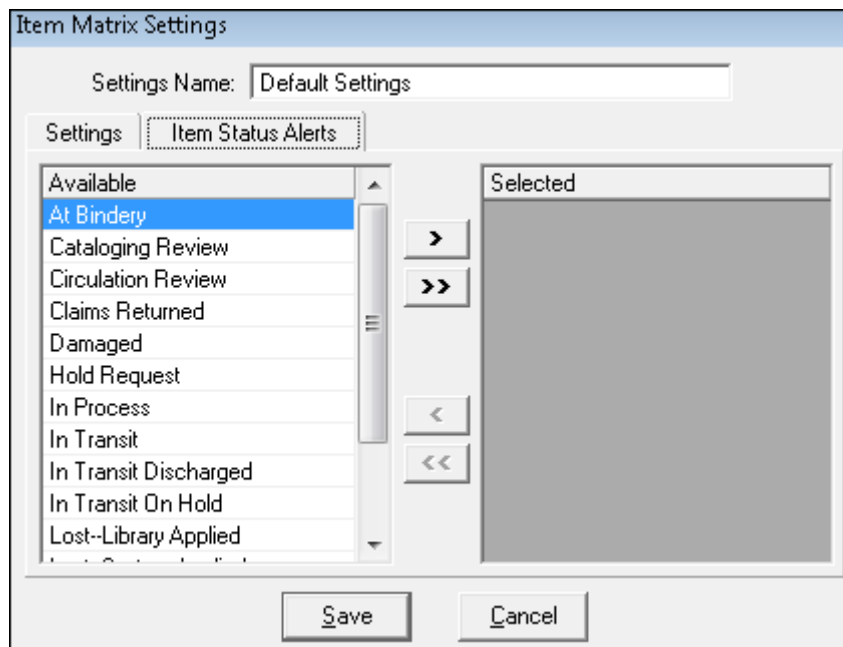 Item Matrix Settings
Settings Name: Default Settings
Settings Item Status Alerts
Available
At Bindery
Cataloging Review
Circulation Review
Claims Returned
Damaged
Hold Request
In Process
In Transit
In Transit Discharged
In Transit On Hold
Lost--Library Applied
>
>>
<
<<
Selected
Save Cancel